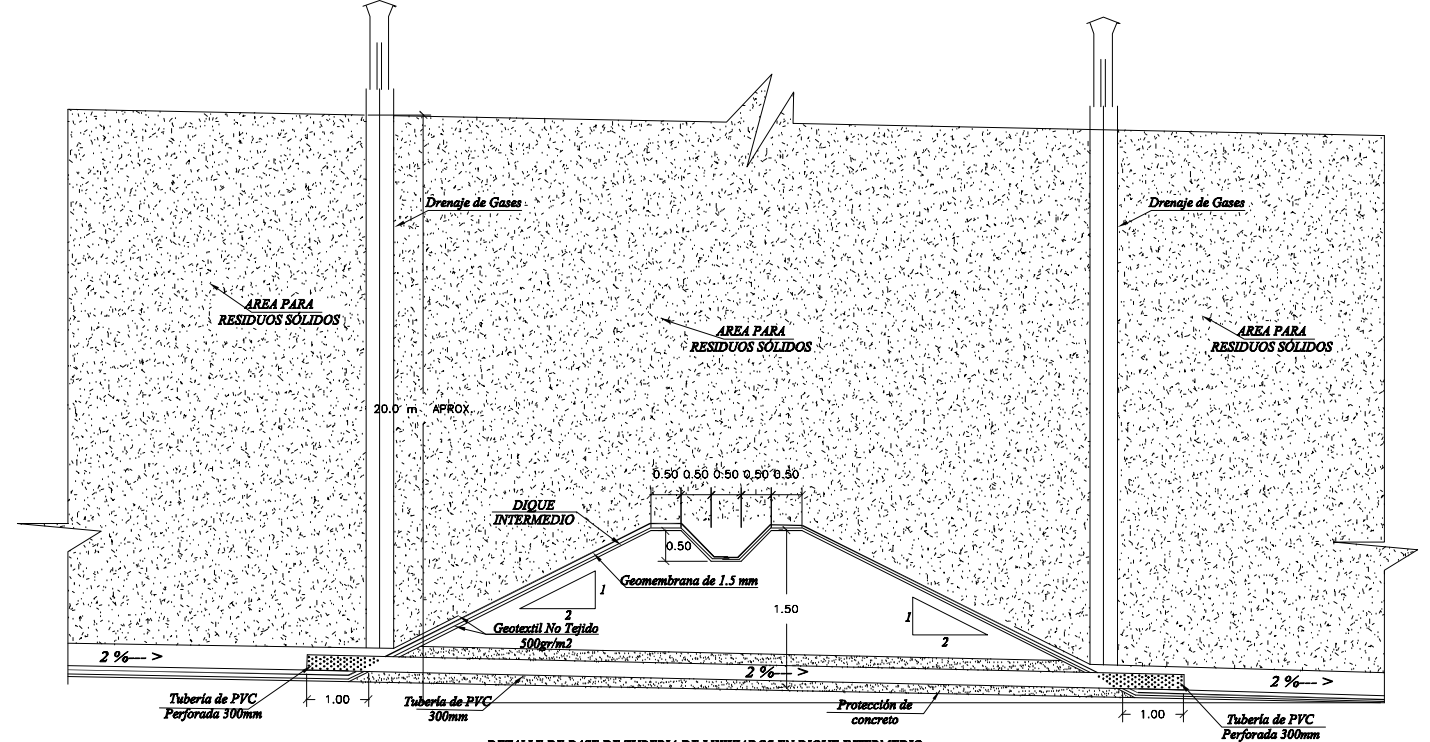 Drenaje de Gases
Drenaje de Gases
AREA PARA
RESIDUOS SÓLIDOS
AREA PARA
RESIDUOS SÓLIDOS
AREA PARA
RESIDUOS SÓLIDOS
20.0 m APROX.
0.50 0.50 0.50 0.50 0.50
DIQUE
INTERMEDIO
0.50
Geomembrana de 1.5 mm
1
2
1.50
1
2
Geotextil No Tejido
500gr/m2
2 %--- >
2 %--- >
2 %--- >
Tubería de PVC
Perforada 300mm
1.00
Tubería de PVC
300mm
Protección de
concreto
1.00
Tubería de PVC
Perforada 300mm